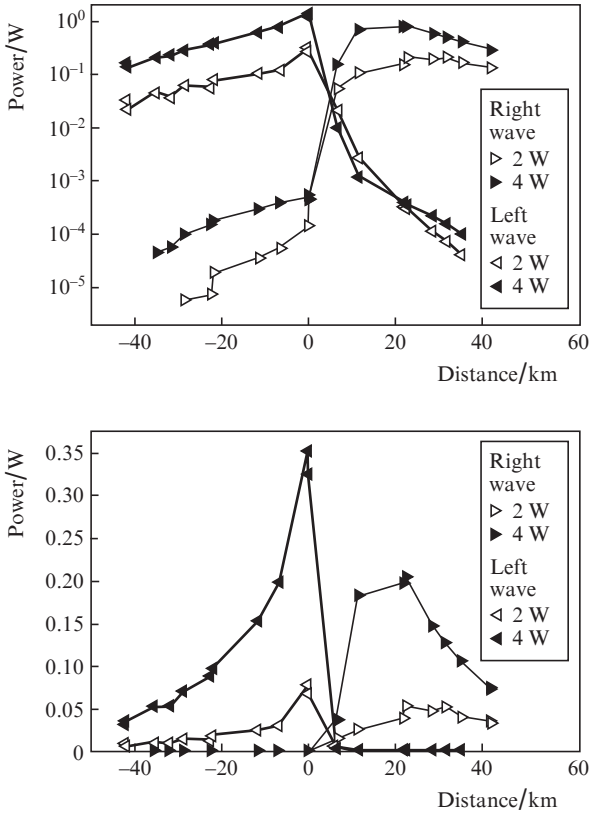 Power/W
10⁰
10⁻¹
10⁻²
10⁻³
10⁻⁴
10⁻⁵
Right
wave
▷ 2 W
▶ 4 W
Left
wave
◁ 2 W
◀ 4 W
−40 −20 0 20 40 60
Distance/km
Power/W
0.35
0.30
0.25
0.20
0.15
0.10
0.05
0
Right
wave
▷ 2 W
▶ 4 W
Left
wave
◁ 2 W
◀ 4 W
−40 −20 0 20 40 60
Distance/km